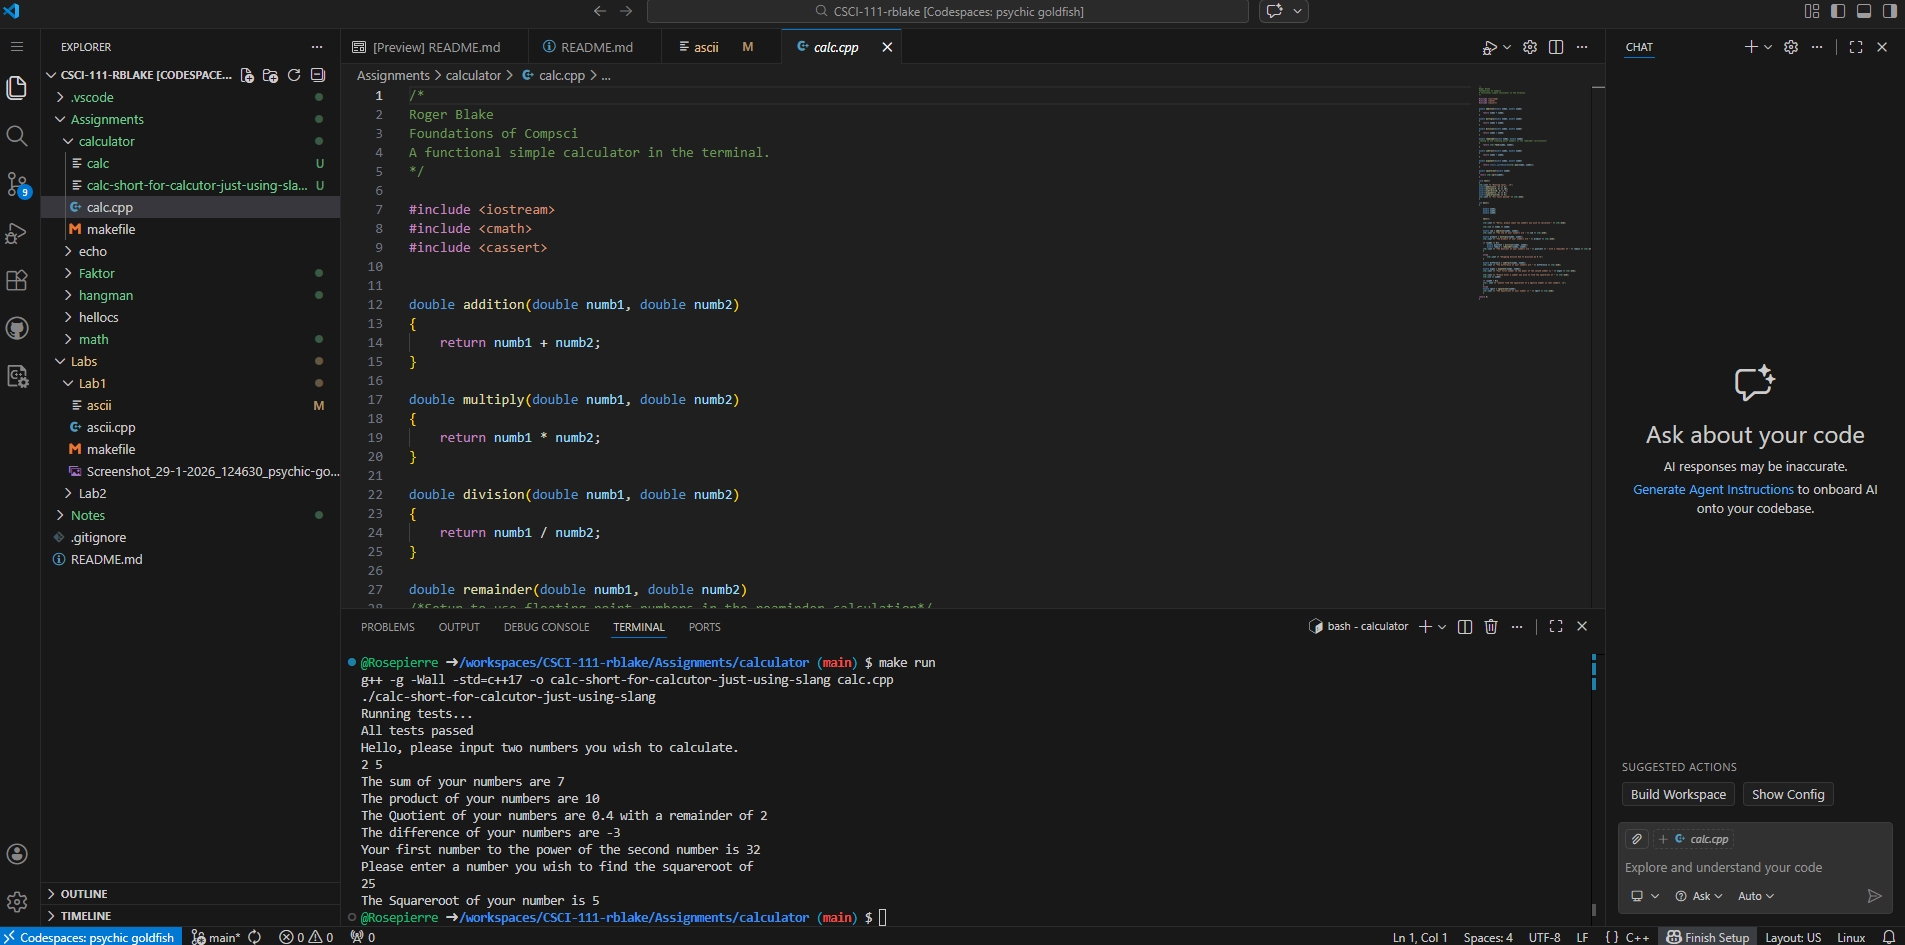 CSCI-111-rblake [Codespaces: psychic goldfish]
EXPLORER
CSCI-111-RBLAKE [CODESPACE...
.vscode
Assignments
calculator
calc U
calc-short-for-calcutor-just-using-sla... U
calc.cpp
makefile
echo
Faktor
hangman
hellocs
math
Labs
Lab1
ascii M
ascii.cpp
makefile
Screenshot_29-1-2026_124630_psychic-go...
Lab2
Notes
.gitignore
README.md
OUTLINE
TIMELINE
9
[Preview] README.md
README.md
ascii M
calc.cpp
Assignments > calculator > calc.cpp > ...
1 /*
2 Roger Blake
3 Foundations of Compsci
4 A functional simple calculator in the terminal.
5 */
6
7 #include <iostream>
8 #include <cmath>
9 #include <cassert>
10
11
12 double addition(double numb1, double numb2)
13 {
14 return numb1 + numb2;
15 }
16
17 double multiply(double numb1, double numb2)
18 {
19 return numb1 * numb2;
20 }
21
22 double division(double numb1, double numb2)
23 {
24 return numb1 / numb2;
25 }
26
27 double remainder(double numb1, double numb2)
28 /*Setup to use floating point numbers in the reaminder calculation*/
PROBLEMS OUTPUT DEBUG CONSOLE TERMINAL PORTS
bash - calculator
@Rosepierre ➜/workspaces/CSCI-111-rblake/Assignments/calculator (main) $ make run
g++ -g -Wall -std=c++17 -o calc-short-for-calcutor-just-using-slang calc.cpp
./calc-short-for-calcutor-just-using-slang
Running tests...
All tests passed
Hello, please input two numbers you wish to calculate.
2 5
The sum of your numbers are 7
The product of your numbers are 10
The Quotient of your numbers are 0.4 with a remainder of 2
The difference of your numbers are -3
Your first number to the power of the second number is 32
Please enter a number you wish to find the squareroot of
25
The Squareroot of your number is 5
@Rosepierre ➜/workspaces/CSCI-111-rblake/Assignments/calculator (main) $
CHAT
Ask about your code
AI responses may be inaccurate.
Generate Agent Instructions to onboard AI
onto your codebase.
SUGGESTED ACTIONS
Build Workspace Show Config
calc.cpp
Explore and understand your code
Ask Auto
Codespaces: psychic goldfish main* 0 0 0 Ln 1, Col 1 Spaces: 4 UTF-8 LF {} C++ Finish Setup Layout: US Linux